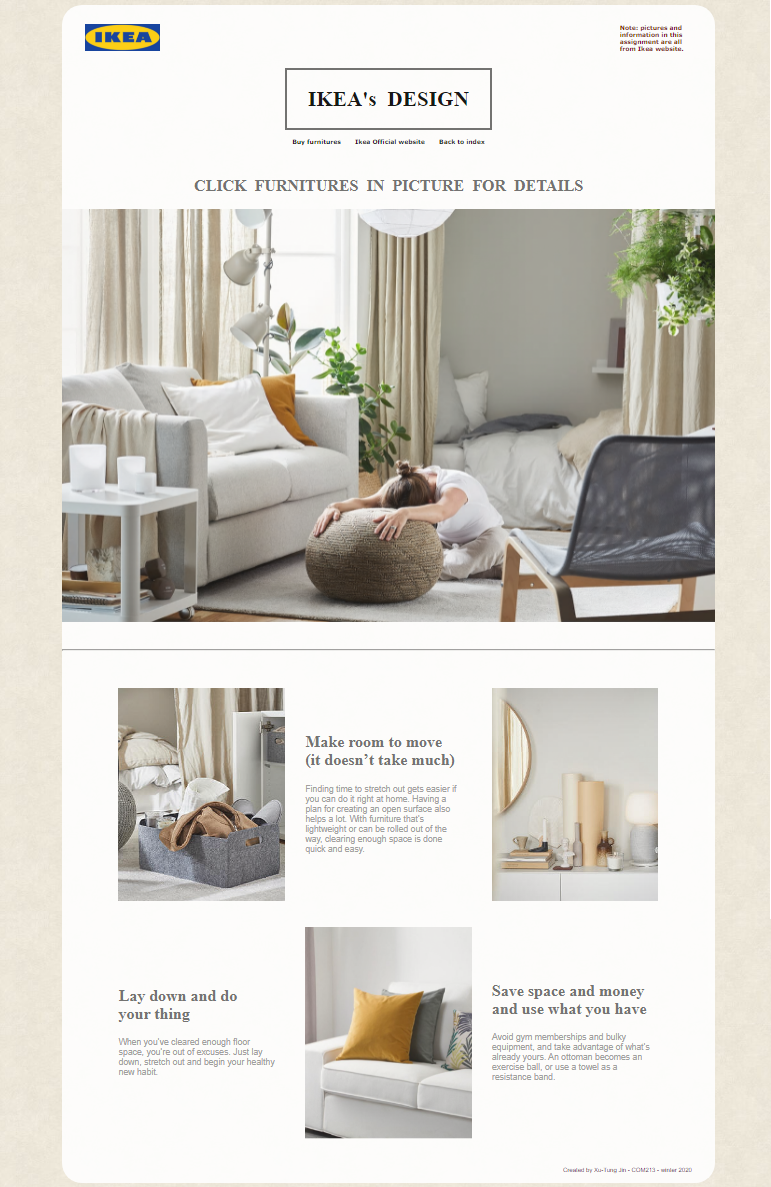 IKEA
Note: pictures and
information in this
assignment are all
from Ikea website.
IKEA's DESIGN
Buy furnitures Ikea Official website Back to index
CLICK FURNITURES IN PICTURE FOR DETAILS
Make room to move
(it doesn’t take much)
Finding time to stretch out gets easier if
you can do it right at home. Having a
plan for creating an open surface also
helps a lot. With furniture that’s
lightweight or can be rolled out of the
way, clearing enough space is done
quick and easy.
Lay down and do
your thing
When you’ve cleared enough floor
space, you’re out of excuses. Just lay
down, stretch out and begin your healthy
new habit.
Save space and money
and use what you have
Avoid gym memberships and bulky
equipment, and take advantage of what’s
already yours. An ottoman becomes an
exercise ball, or use a towel as a
resistance band.
Created by Xu-Tung Jin - COM213 - winter 2020